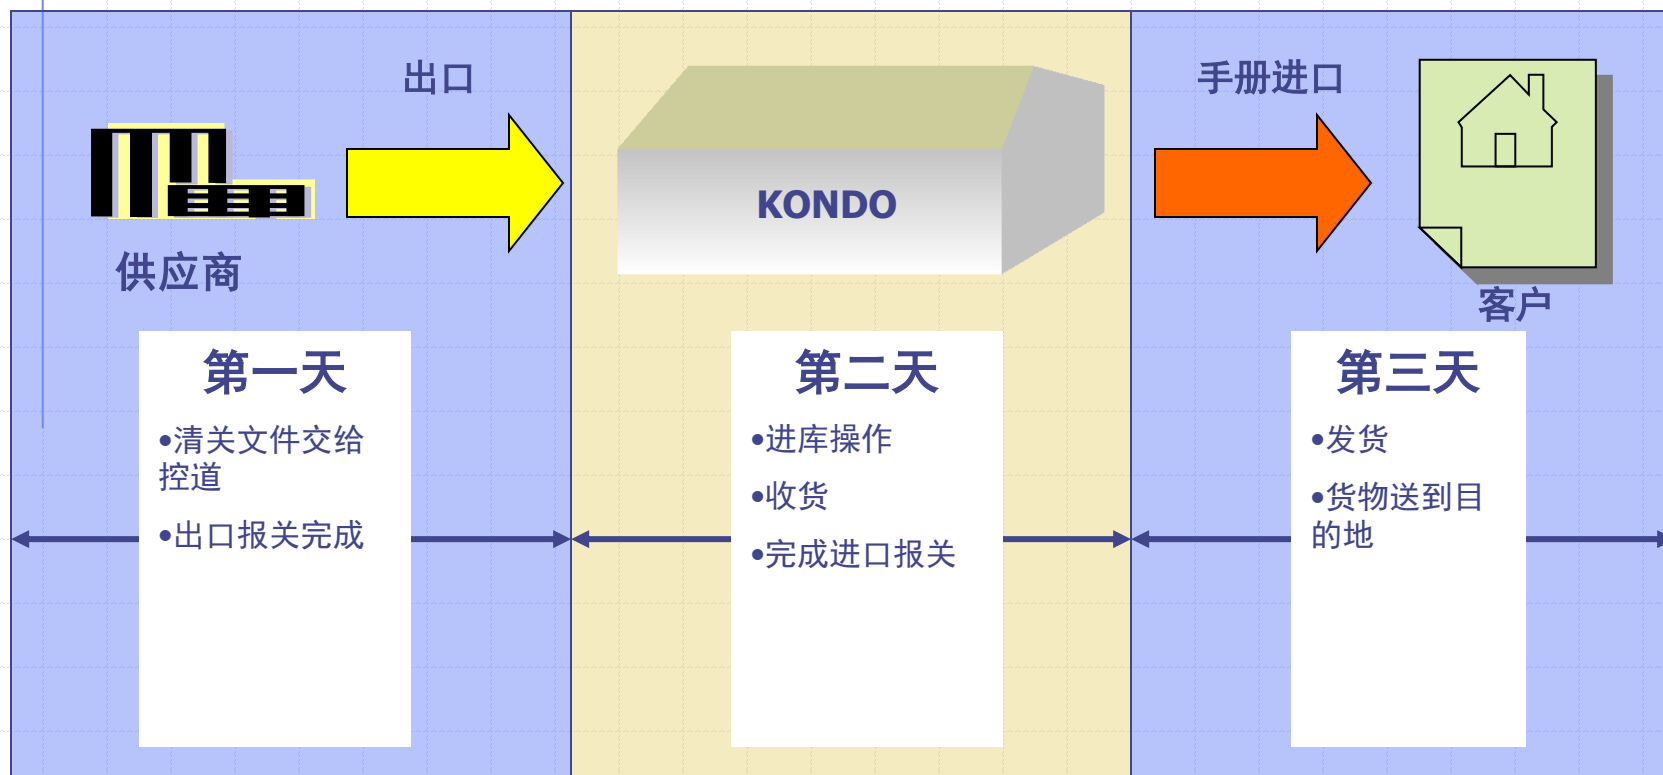 出口
手册进口
KONDO
供应商
客户
第一天
•清关文件交给
控道
•出口报关完成
第二天
•进库操作
•收货
•完成进口报关
第三天
•发货
•货物送到目
的地